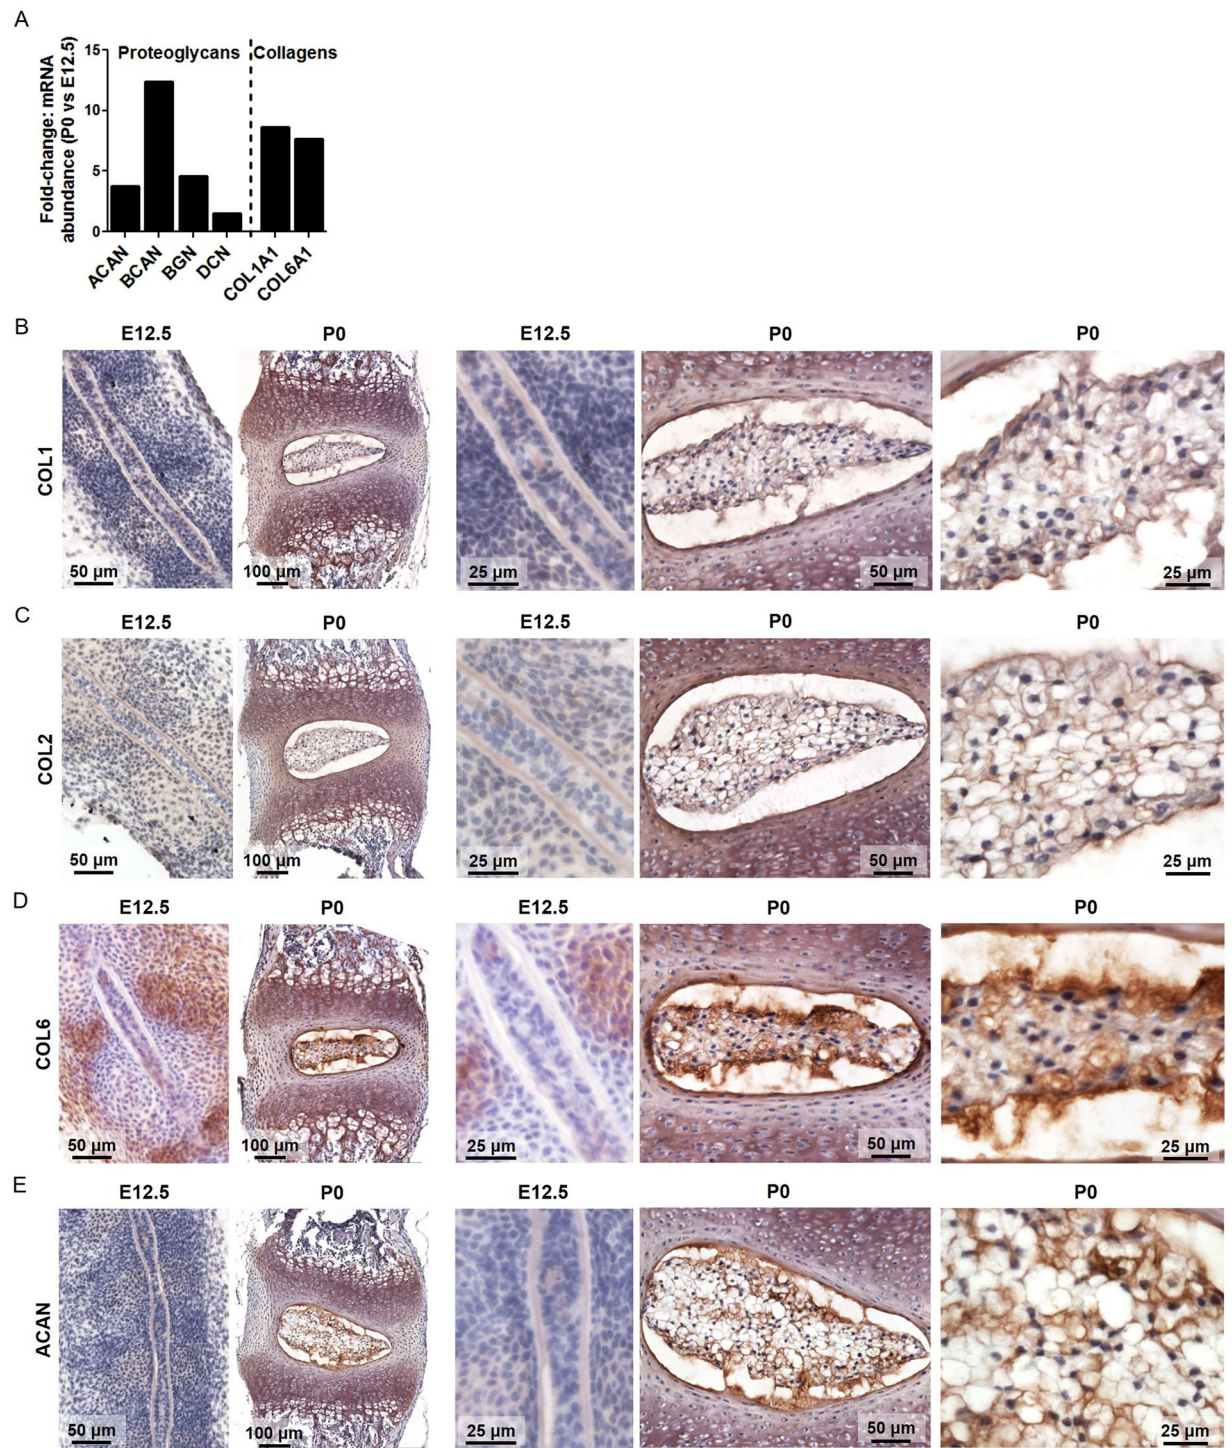 A
Fold-change: mRNA
abundance (P0 vs E12.5)
15
10
5
0
Proteoglycans
Collagens
ACAN
BCAN
BGN
DCN
COL1A1
COL6A1
B
E12.5
P0
E12.5
P0
P0
COL1
50 µm
100 µm
25 µm
50 µm
25 µm
C
E12.5
P0
E12.5
P0
P0
COL2
50 µm
100 µm
25 µm
50 µm
25 µm
D
E12.5
P0
E12.5
P0
P0
COL6
50 µm
100 µm
25 µm
50 µm
25 µm
E
E12.5
P0
E12.5
P0
P0
ACAN
50 µm
100 µm
25 µm
50 µm
25 µm